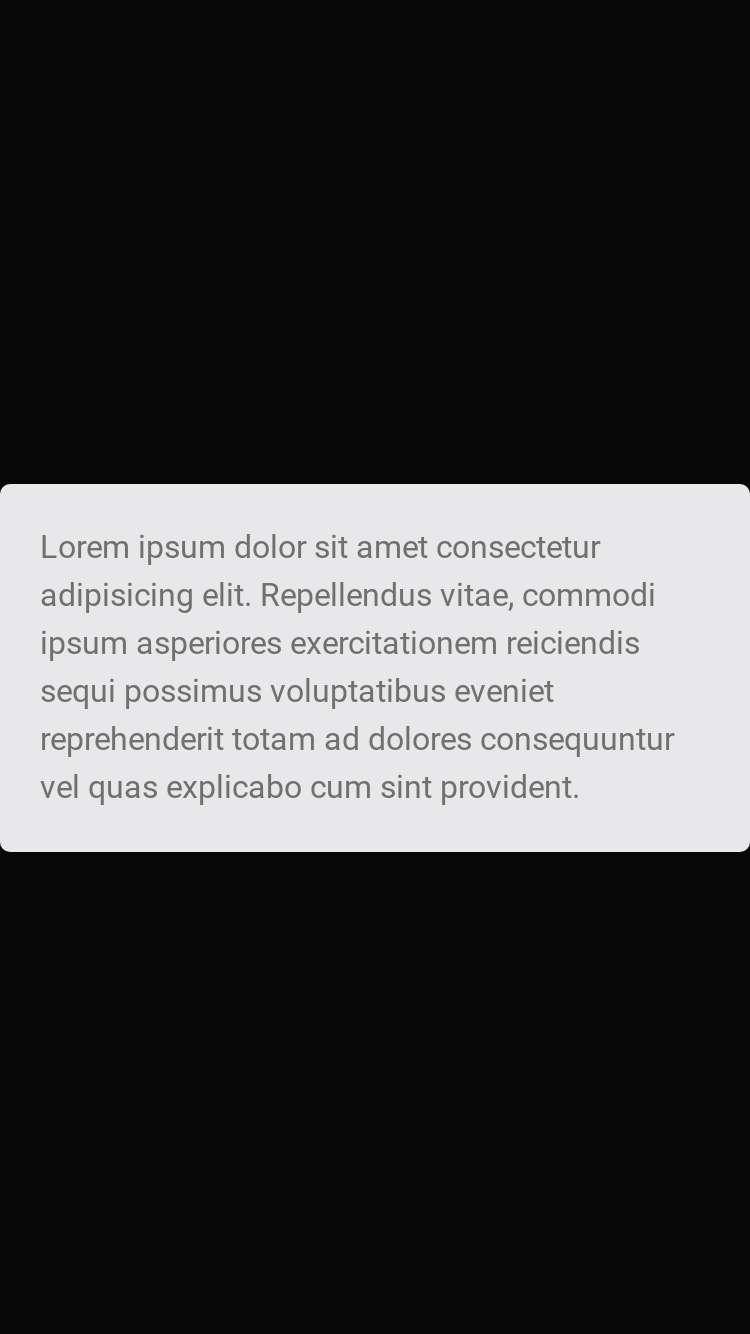 Lorem ipsum dolor sit amet consectetur
adipisicing elit. Repellendus vitae, commodi
ipsum asperiores exercitationem reiciendis
sequi possimus voluptatibus eveniet
reprehenderit totam ad dolores consequuntur
vel quas explicabo cum sint provident.